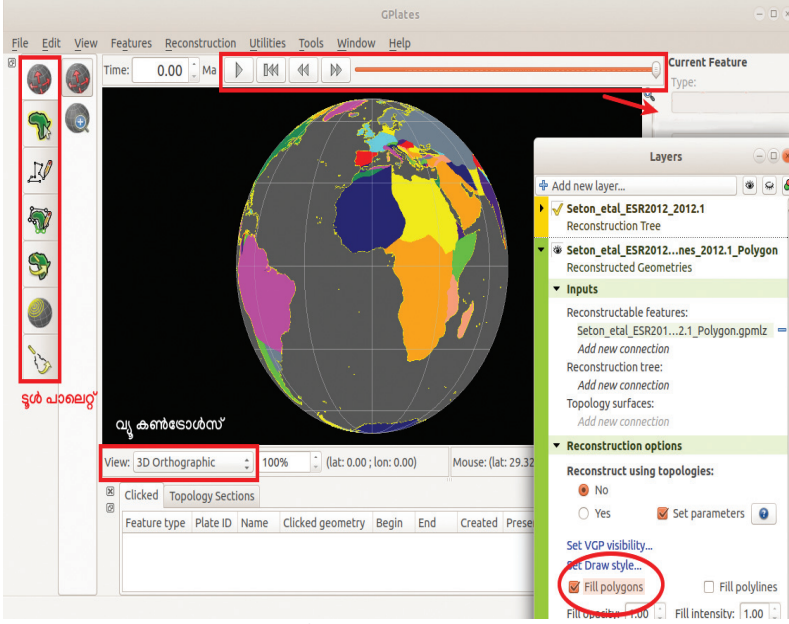 GPlates
File Edit View Features Reconstruction Utilities Tools Window Help
Time: 0.00 Ma
Current Feature
Type:
Layers
Add new layer...
Seton_etal_ESR2012_2012.1
Reconstruction Tree
Seton_etal_ESR2012...nes_2012.1_Polygon
Reconstructed Geometries
Inputs
Reconstructable features:
Seton_etal_ESR201...2.1_Polygon.gpmlz
Add new connection
Reconstruction tree:
Add new connection
Topology surfaces:
Add new connection
Reconstruction options
Reconstruct using topologies:
No
Yes Set parameters
Set VGP visibility...
Set Draw style...
Fill polygons Fill polylines
Fill opacity: 1.00 Fill intensity: 1.00
ടൂൾ പാലെറ്റ്
വ്യൂ കൺട്രോൾസ്
View: 3D Orthographic 100% (lat: 0.00 ; lon: 0.00) Mouse: (lat: 29.32
Clicked Topology Sections
Feature type Plate ID Name Clicked geometry Begin End Created Prese